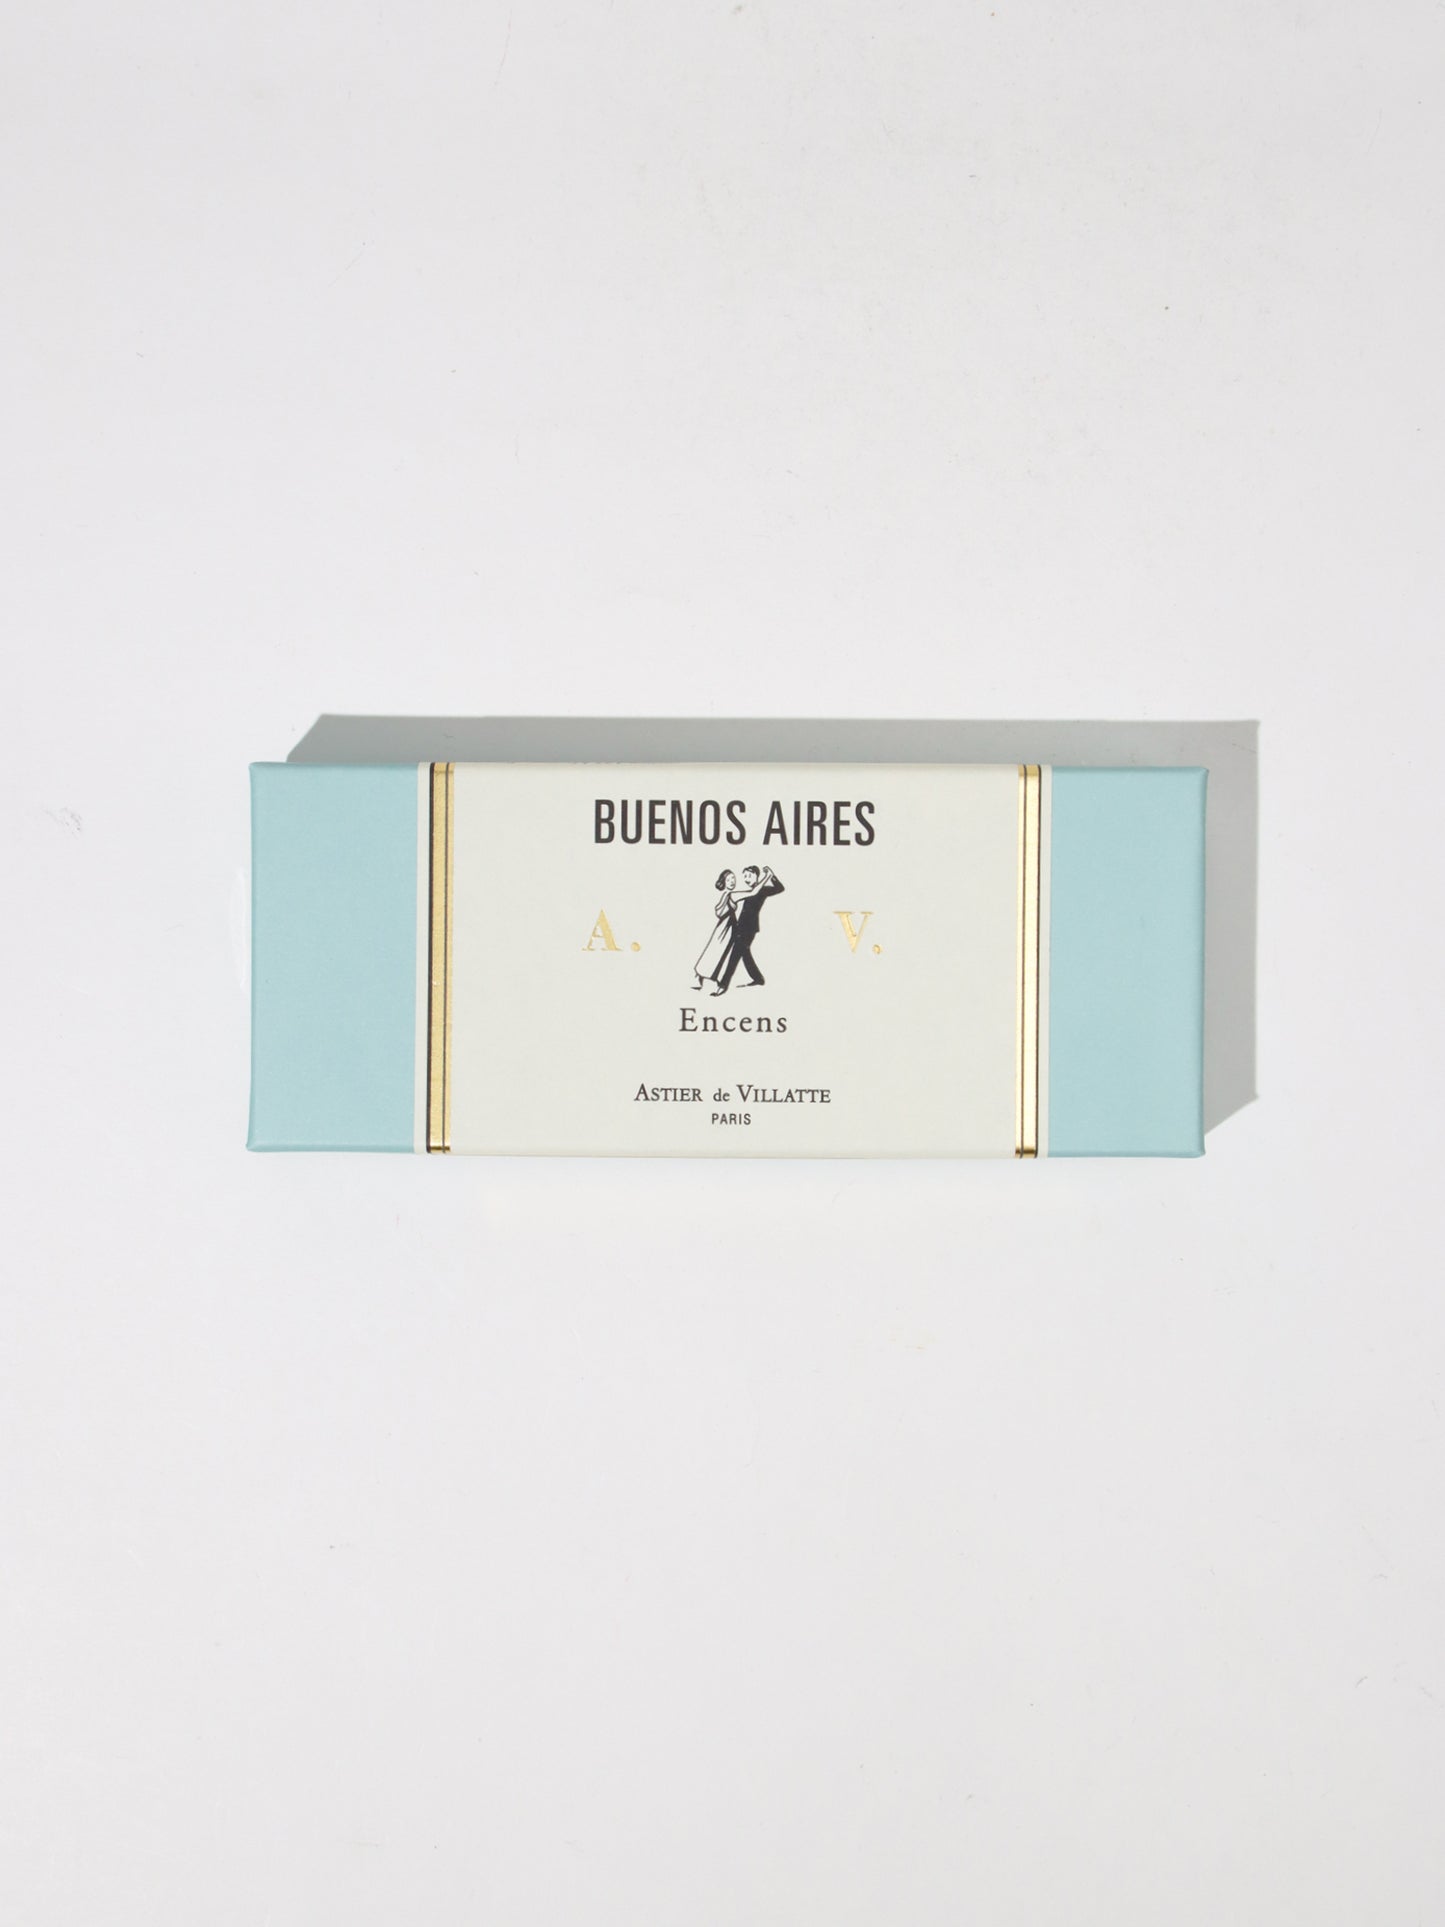 BUENOS AIRES
A. V.
Encens
ASTIER de VILLATTE
PARIS